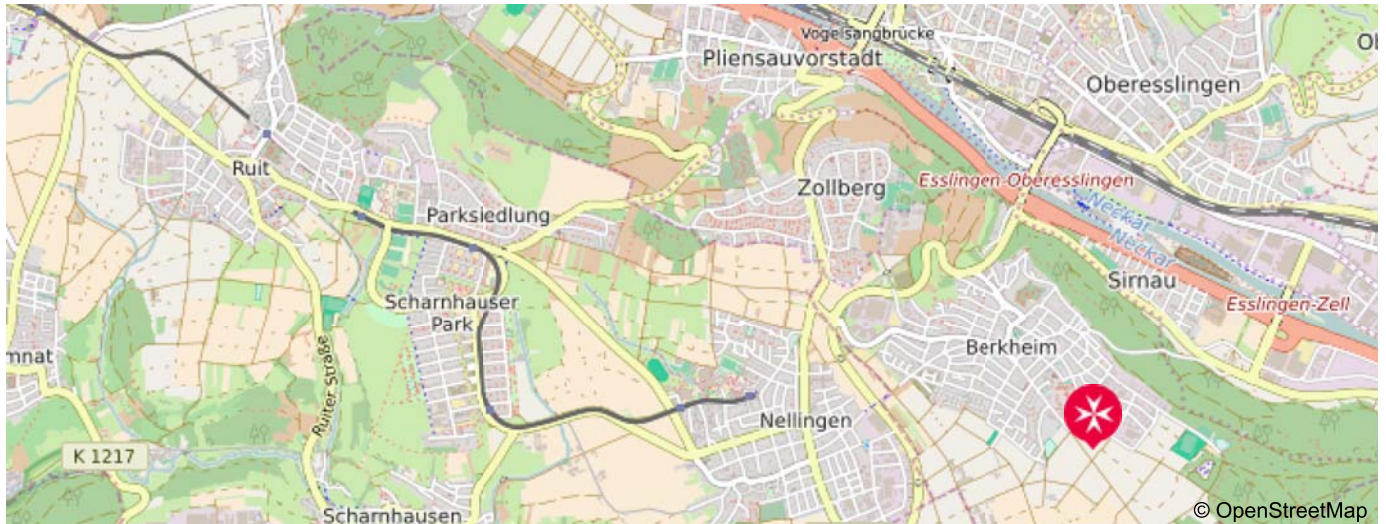 Vogelsangbrücke
Pliensauvorstadt
Oberesslingen
Ruit
Esslingen-Oberesslingen
Zollberg
Parksiedlung
Neckar
Neckar
Sirnau
Scharnhauser
Park
Esslingen-Zell
Berkheim
mnat
Ruiter Straße
Nellingen
K 1217
Scharnhausen
© OpenStreetMap